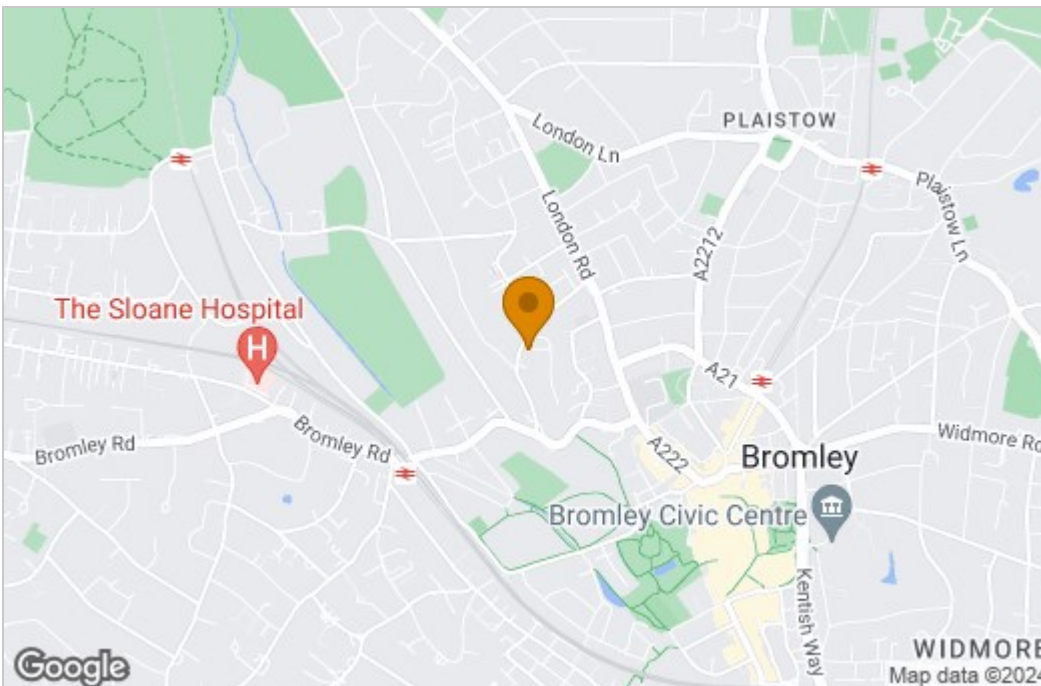 PLAISTOW
London Ln
Plaistow Ln
London Rd
A2212
The Sloane Hospital
H
A21
Bromley Rd
Bromley Rd
A222
Widmore Rd
Bromley
Bromley Civic Centre
Kentish Way
WIDMORE
Google
Map data ©2024